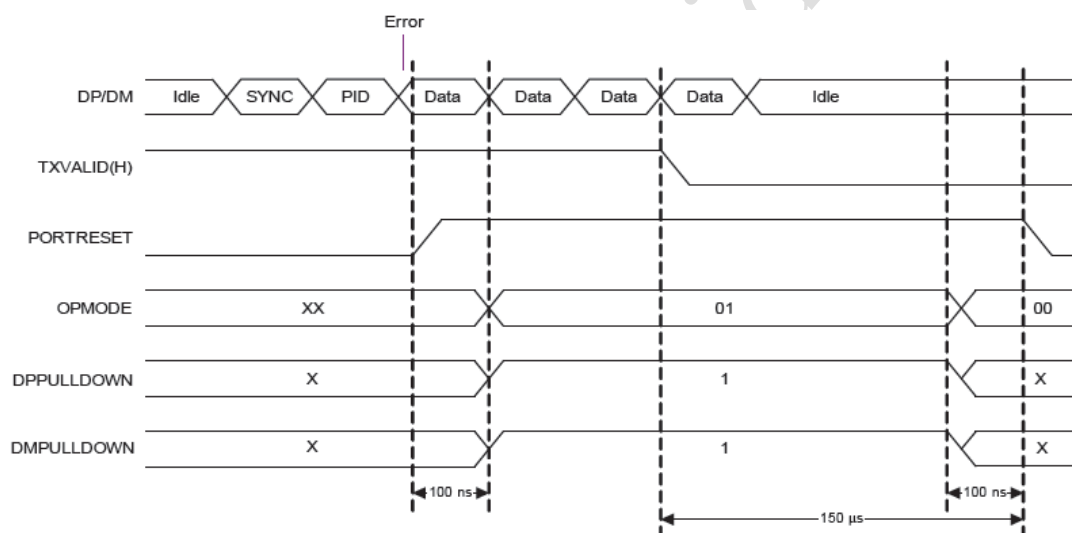 Error
DP/DM Idle SYNC PID Data Data Data Data Idle
TXVALID(H)
PORTRESET
OPMODE XX 01 00
DPPULLDOWN X 1 X
DMPULLDOWN X 1 X
100 ns 100 ns
150 µs